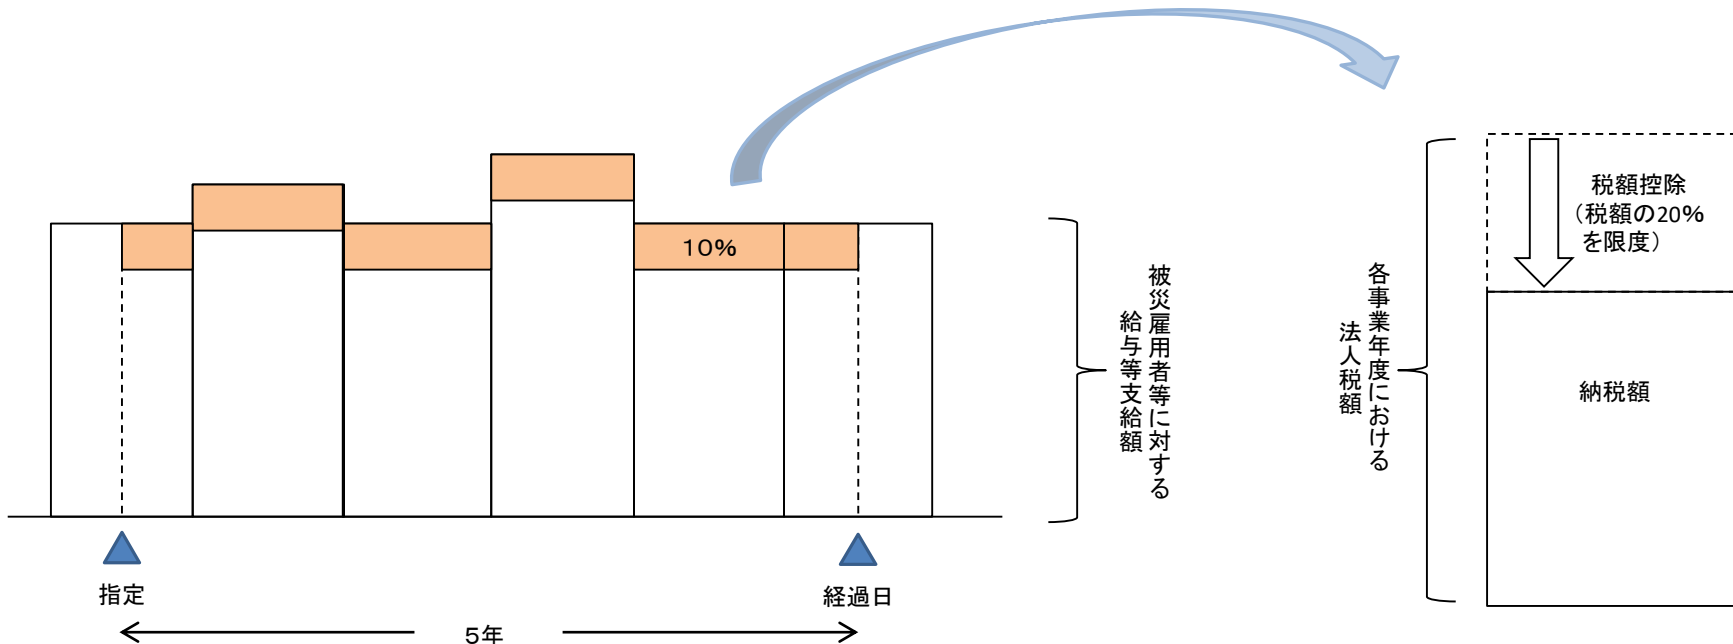 10%
指定
経過日
5年
被災雇用者等に対する
給与等支給額
各事業年度における
法人税額
税額控除
(税額の20%
を限度)
納税額